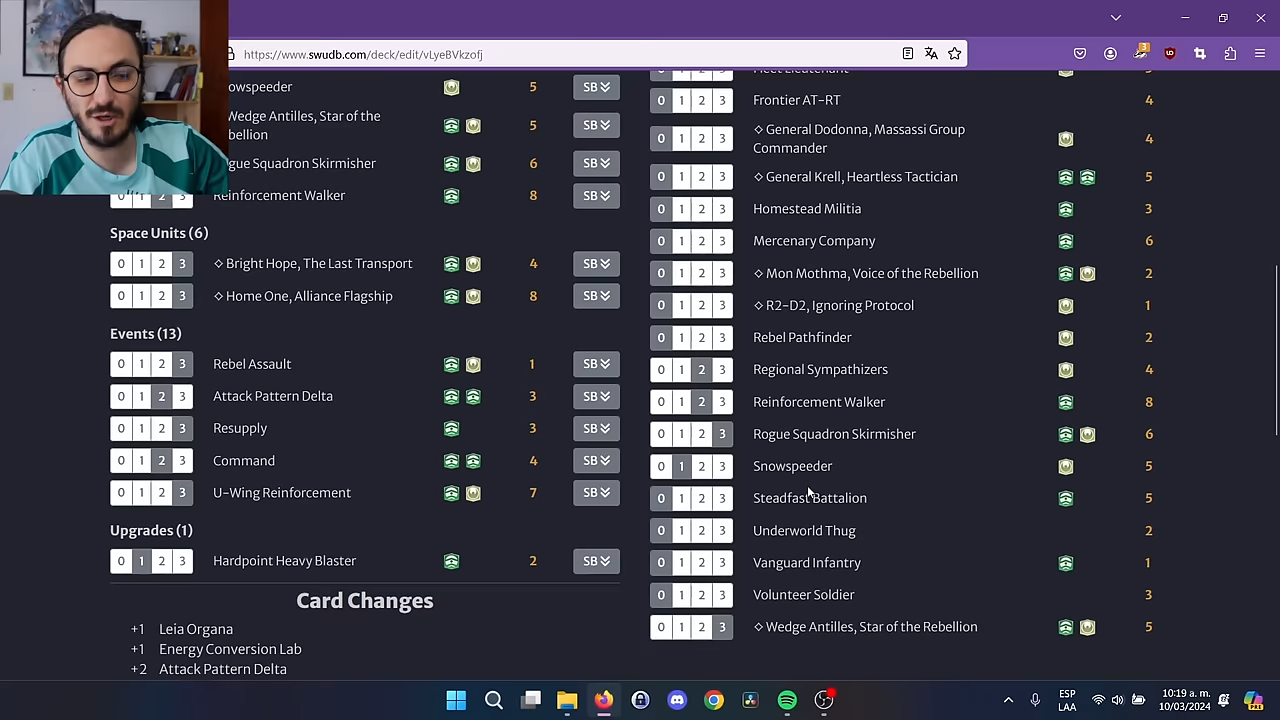 https://www.swudb.com/deck/edit/vLyeBVkzofj
3
5 SB
Wedge Antilles, Star of the 5 SB
Skirmisher 6 SB
0 1 2 3 Reinforcement Walker 8 SB
Space Units (6)
0 1 2 3 Bright Hope, The Last Transport 4 SB
0 1 2 3 Home One, Alliance Flagship 8 SB
Events (13)
0 1 2 3 Rebel Assault 1 SB
0 1 2 3 Attack Pattern Delta 3 SB
0 1 2 3 Resupply 3 SB
0 1 2 3 Command 4 SB
0 1 2 3 U-Wing Reinforcement 7 SB
Upgrades (1)
0 1 2 3 Hardpoint Heavy Blaster 2 SB
Card Changes
+1 Leia Organa
+1 Energy Conversion Lab
+2 Attack Pattern Delta
0 1 2 3 Frontier AT-RT 4
0 1 2 3 General Dodonna, Massassi Group 4
Commander
0 1 2 3 General Krell, Heartless Tactician 5
0 1 2 3 Homestead Militia 3
0 1 2 3 Mercenary Company 6
0 1 2 3 Mon Mothma, Voice of the Rebellion 2
0 1 2 3 R2-D2, Ignoring Protocol 1
0 1 2 3 Rebel Pathfinder 2
0 1 2 3 Regional Sympathizers 4
0 1 2 3 Reinforcement Walker 8
0 1 2 3 Rogue Squadron Skirmisher 6
0 1 2 3 Snowspeeder 5
0 1 2 3 Steadfast Battalion 5
0 1 2 3 Underworld Thug 2
0 1 2 3 Vanguard Infantry 1
0 1 2 3 Volunteer Soldier 3
0 1 2 3 Wedge Antilles, Star of the Rebellion 5
ESP
LAA
10:19 a. m.
10/03/2024